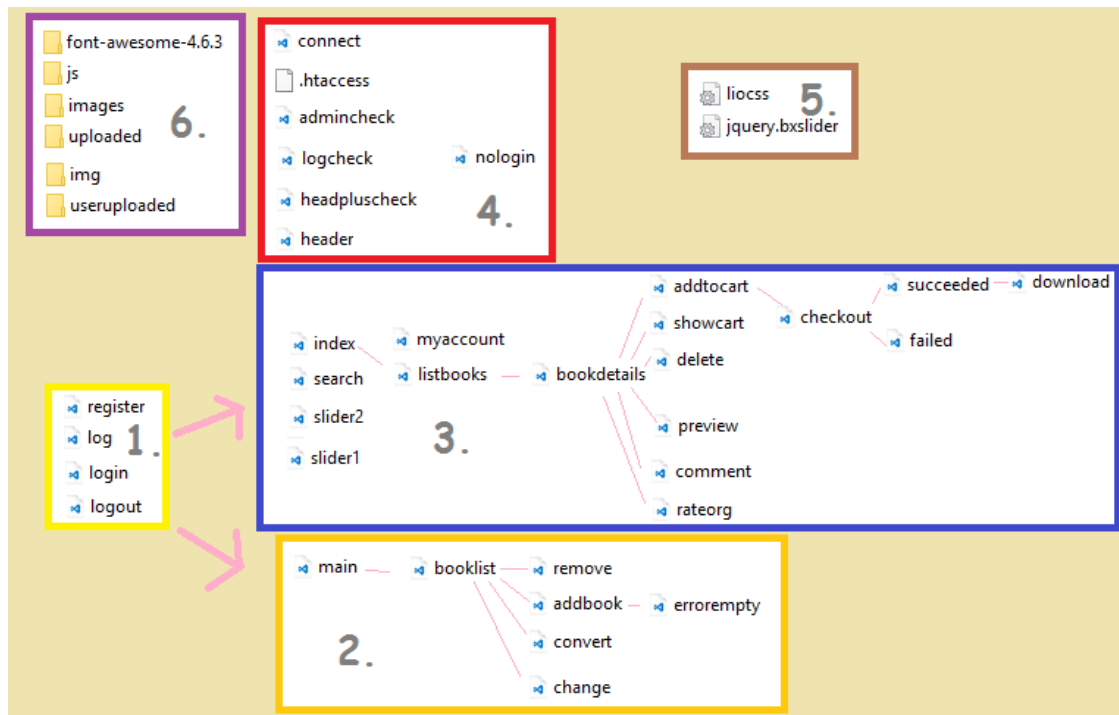 font-awesome-4.6.3
js
images
uploaded
img
useruploaded
6.
connect
.htaccess
admincheck
logcheck
nologin
headpluscheck
header
4.
liocss
jquery.bxslider
5.
register
log
login
logout
1.
index
search
slider2
slider1
myaccount
listbooks
bookdetails
addtocart
showcart
delete
preview
comment
rateorg
checkout
succeeded
download
failed
3.
main
booklist
remove
addbook
errorempty
convert
change
2.